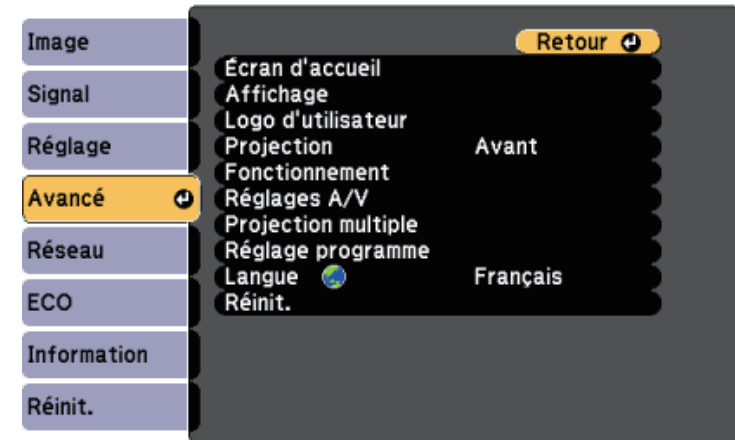 Image
Signal
Réglage
Avancé
Réseau
ECO
Information
Réinit.
Retour
Écran d'accueil
Affichage
Logo d'utilisateur
Projection Avant
Fonctionnement
Réglages A/V
Projection multiple
Réglage programme
Langue Français
Réinit.